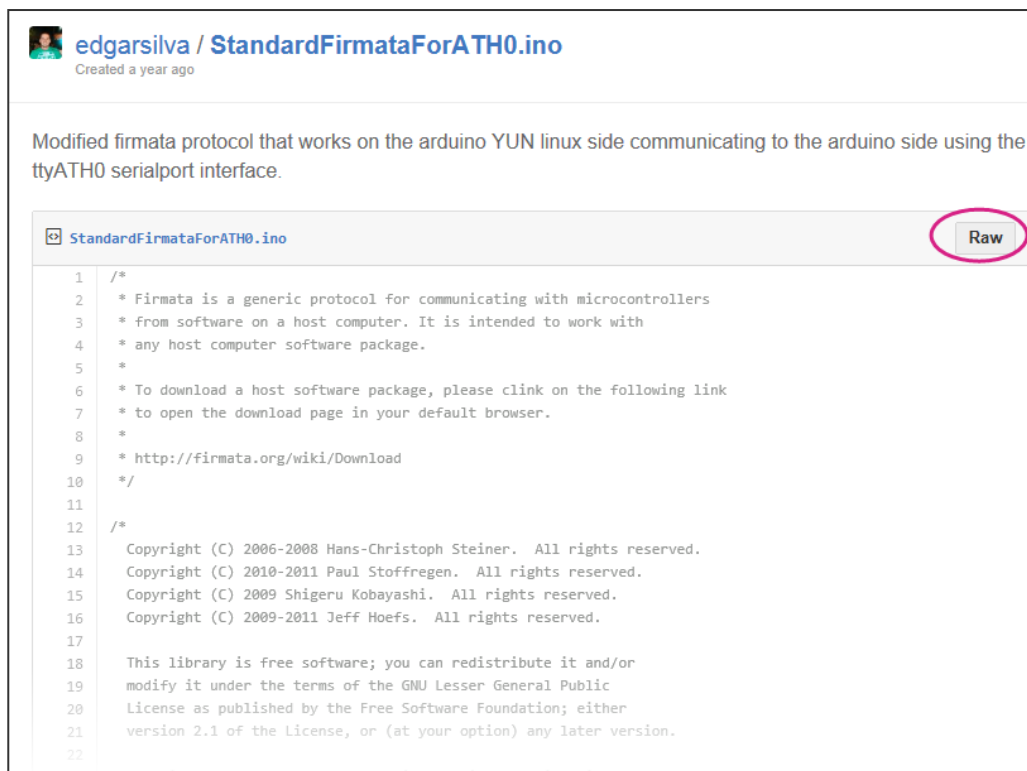 edgarsilva / StandardFirmataForATH0.ino
Created a year ago
Modified firmata protocol that works on the arduino YUN linux side communicating to the arduino side using the
ttyATH0 serialport interface.
StandardFirmataForATH0.ino
Raw
1 /*
2 * Firmata is a generic protocol for communicating with microcontrollers
3 * from software on a host computer. It is intended to work with
4 * any host computer software package.
5 *
6 * To download a host software package, please clink on the following link
7 * to open the download page in your default browser.
8 *
9 * http://firmata.org/wiki/Download
10 */
11
12 /*
13 Copyright (C) 2006-2008 Hans-Christoph Steiner.  All rights reserved.
14 Copyright (C) 2010-2011 Paul Stoffregen.  All rights reserved.
15 Copyright (C) 2009 Shigeru Kobayashi.  All rights reserved.
16 Copyright (C) 2009-2011 Jeff Hoefs.  All rights reserved.
17
18 This library is free software; you can redistribute it and/or
19 modify it under the terms of the GNU Lesser General Public
20 License as published by the Free Software Foundation; either
21 version 2.1 of the License, or (at your option) any later version.
22